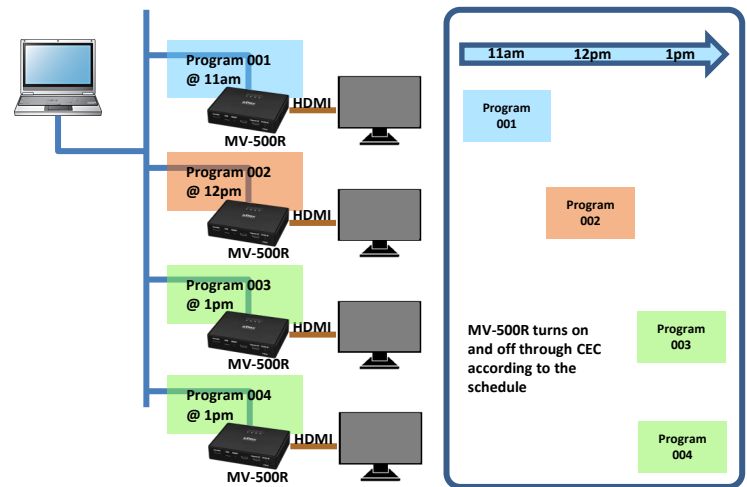 Program 001
@ 11am
HDMI
MV-500R
Program 002
@ 12pm
HDMI
MV-500R
Program 003
@ 1pm
HDMI
MV-500R
Program 004
@ 1pm
HDMI
MV-500R
11am 12pm 1pm
Program
001
Program
002
MV-500R turns on
and off through CEC
according to the
schedule
Program
003
Program
004